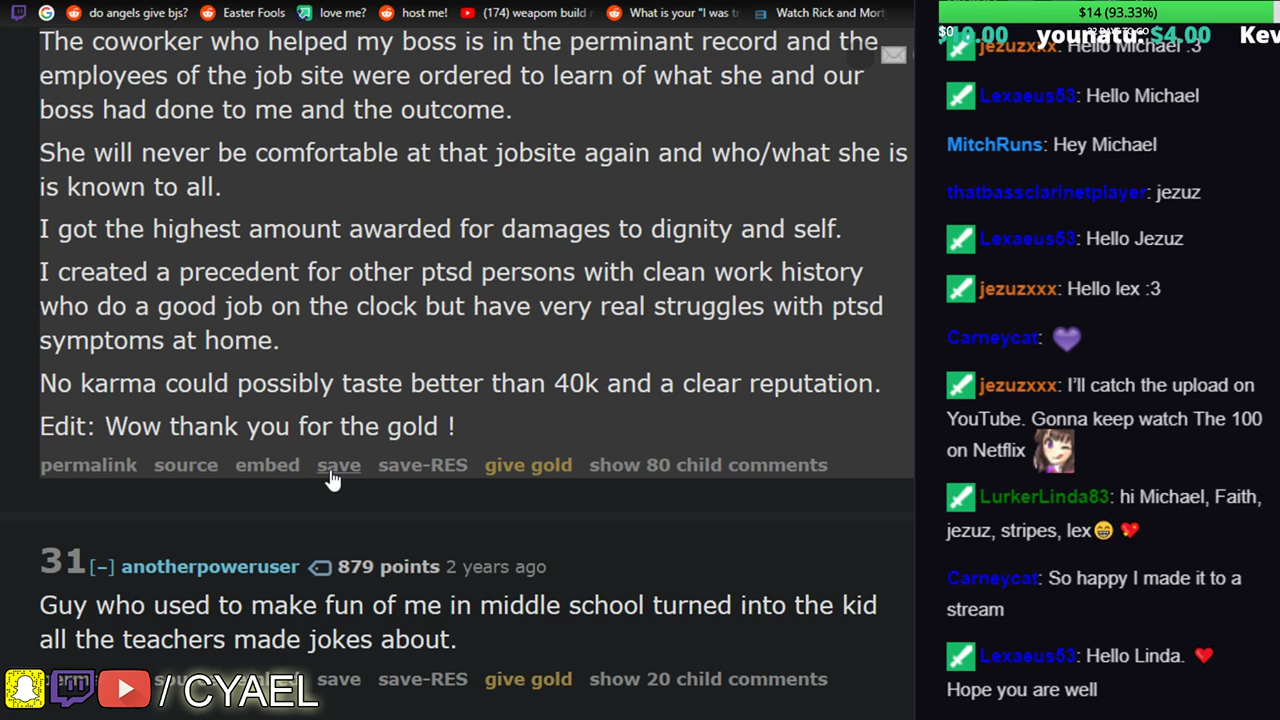 do angels give bjs?
Easter Fools
love me?
host me!
(174) weapom build
What is your "I was tr
Watch Rick and Mort
The coworker who helped my boss is in the perminant record and the
employees of the job site were ordered to learn of what she and our
boss had done to me and the outcome.
She will never be comfortable at that jobsite again and who/what she is
is known to all.
I got the highest amount awarded for damages to dignity and self.
I created a precedent for other ptsd persons with clean work history
who do a good job on the clock but have very real struggles with ptsd
symptoms at home.
No karma could possibly taste better than 40k and a clear reputation.
Edit: Wow thank you for the gold !
permalink source embed save save-RES give gold show 80 child comments
31 [–] anotherpoweruser 879 points 2 years ago
Guy who used to make fun of me in middle school turned into the kid
all the teachers made jokes about.
save save-RES give gold show 20 child comments
/ CYAEL
$14 (93.33%)
$4.00
Kev
jezuzxxx: Hello Michael :3
Lexaeus53: Hello Michael
MitchRuns: Hey Michael
thatbassclarinetplayer: jezuz
Lexaeus53: Hello Jezuz
jezuzxxx: Hello lex :3
Carneycat:
jezuzxxx: I'll catch the upload on
YouTube. Gonna keep watch The 100
on Netflix
LurkerLinda83: hi Michael, Faith,
jezuz, stripes, lex
Carneycat: So happy I made it to a
stream
Lexaeus53: Hello Linda.
Hope you are well